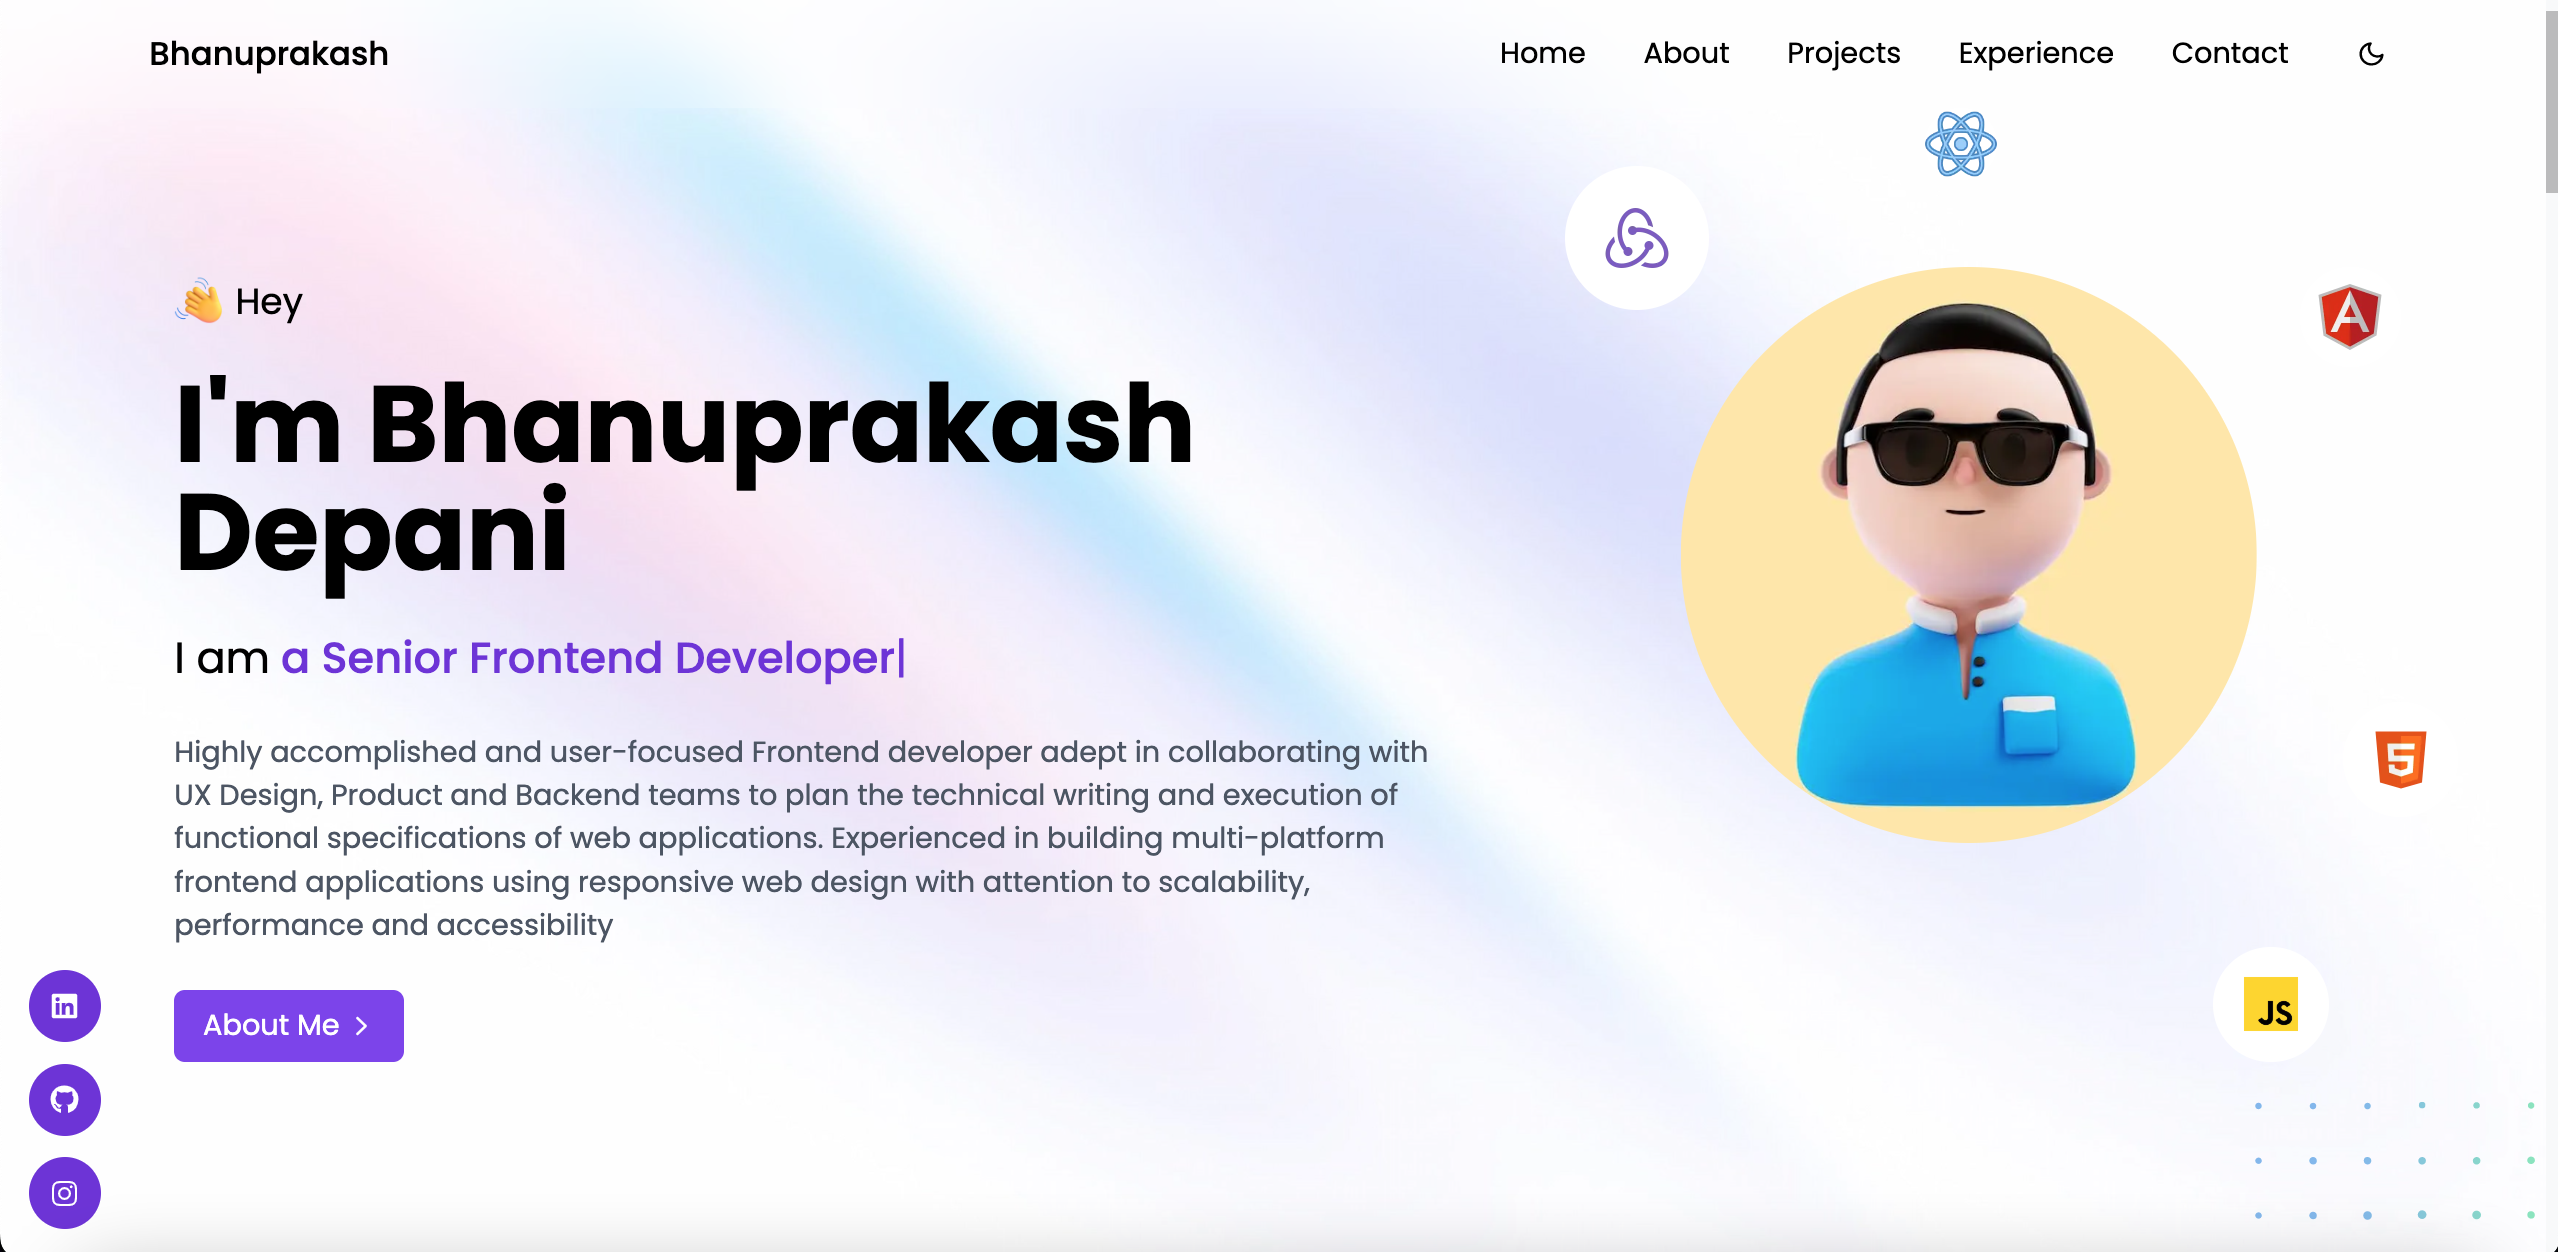 Bhanuprakash
Home About Projects Experience Contact
Hey
I'm Bhanuprakash
Depani
I am a Senior Frontend Developer|
Highly accomplished and user-focused Frontend developer adept in collaborating with
UX Design, Product and Backend teams to plan the technical writing and execution of
functional specifications of web applications. Experienced in building multi-platform
frontend applications using responsive web design with attention to scalability,
performance and accessibility
About Me
in
A
5
JS